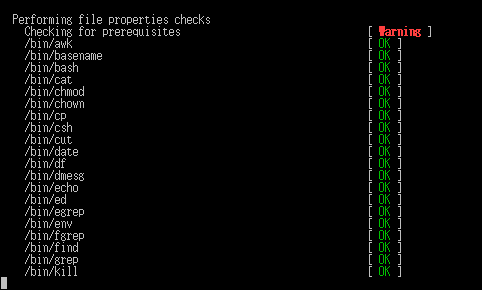 Performing file properties checks
Checking for prerequisites [ Warning ]
/bin/awk [ OK ]
/bin/basename [ OK ]
/bin/bash [ OK ]
/bin/cat [ OK ]
/bin/chmod [ OK ]
/bin/chown [ OK ]
/bin/cp [ OK ]
/bin/csh [ OK ]
/bin/cut [ OK ]
/bin/date [ OK ]
/bin/df [ OK ]
/bin/dmesg [ OK ]
/bin/echo [ OK ]
/bin/ed [ OK ]
/bin/egrep [ OK ]
/bin/env [ OK ]
/bin/fgrep [ OK ]
/bin/find [ OK ]
/bin/grep [ OK ]
/bin/kill [ OK ]